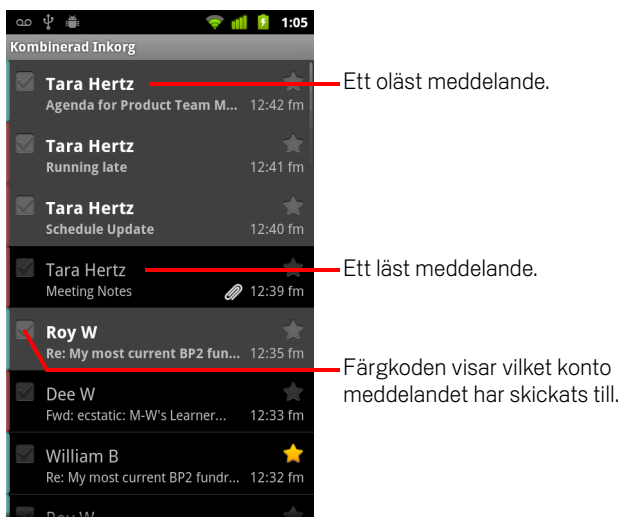 1:05
Kombinerad Inkorg
Tara Hertz
Agenda for Product Team M... 12:42 fm
Ett oläst meddelande.
Tara Hertz
Running late 12:41 fm
Tara Hertz
Schedule Update 12:40 fm
Tara Hertz
Meeting Notes 12:39 fm
Ett läst meddelande.
Roy W
Re: My most current BP2 fun... 12:35 fm
Färgkoden visar vilket konto
meddelandet har skickats till.
Dee W
Fwd: ecstatic: M-W's Learner... 12:33 fm
William B
Re: My most current BP2 fundr... 12:32 fm
Roy W